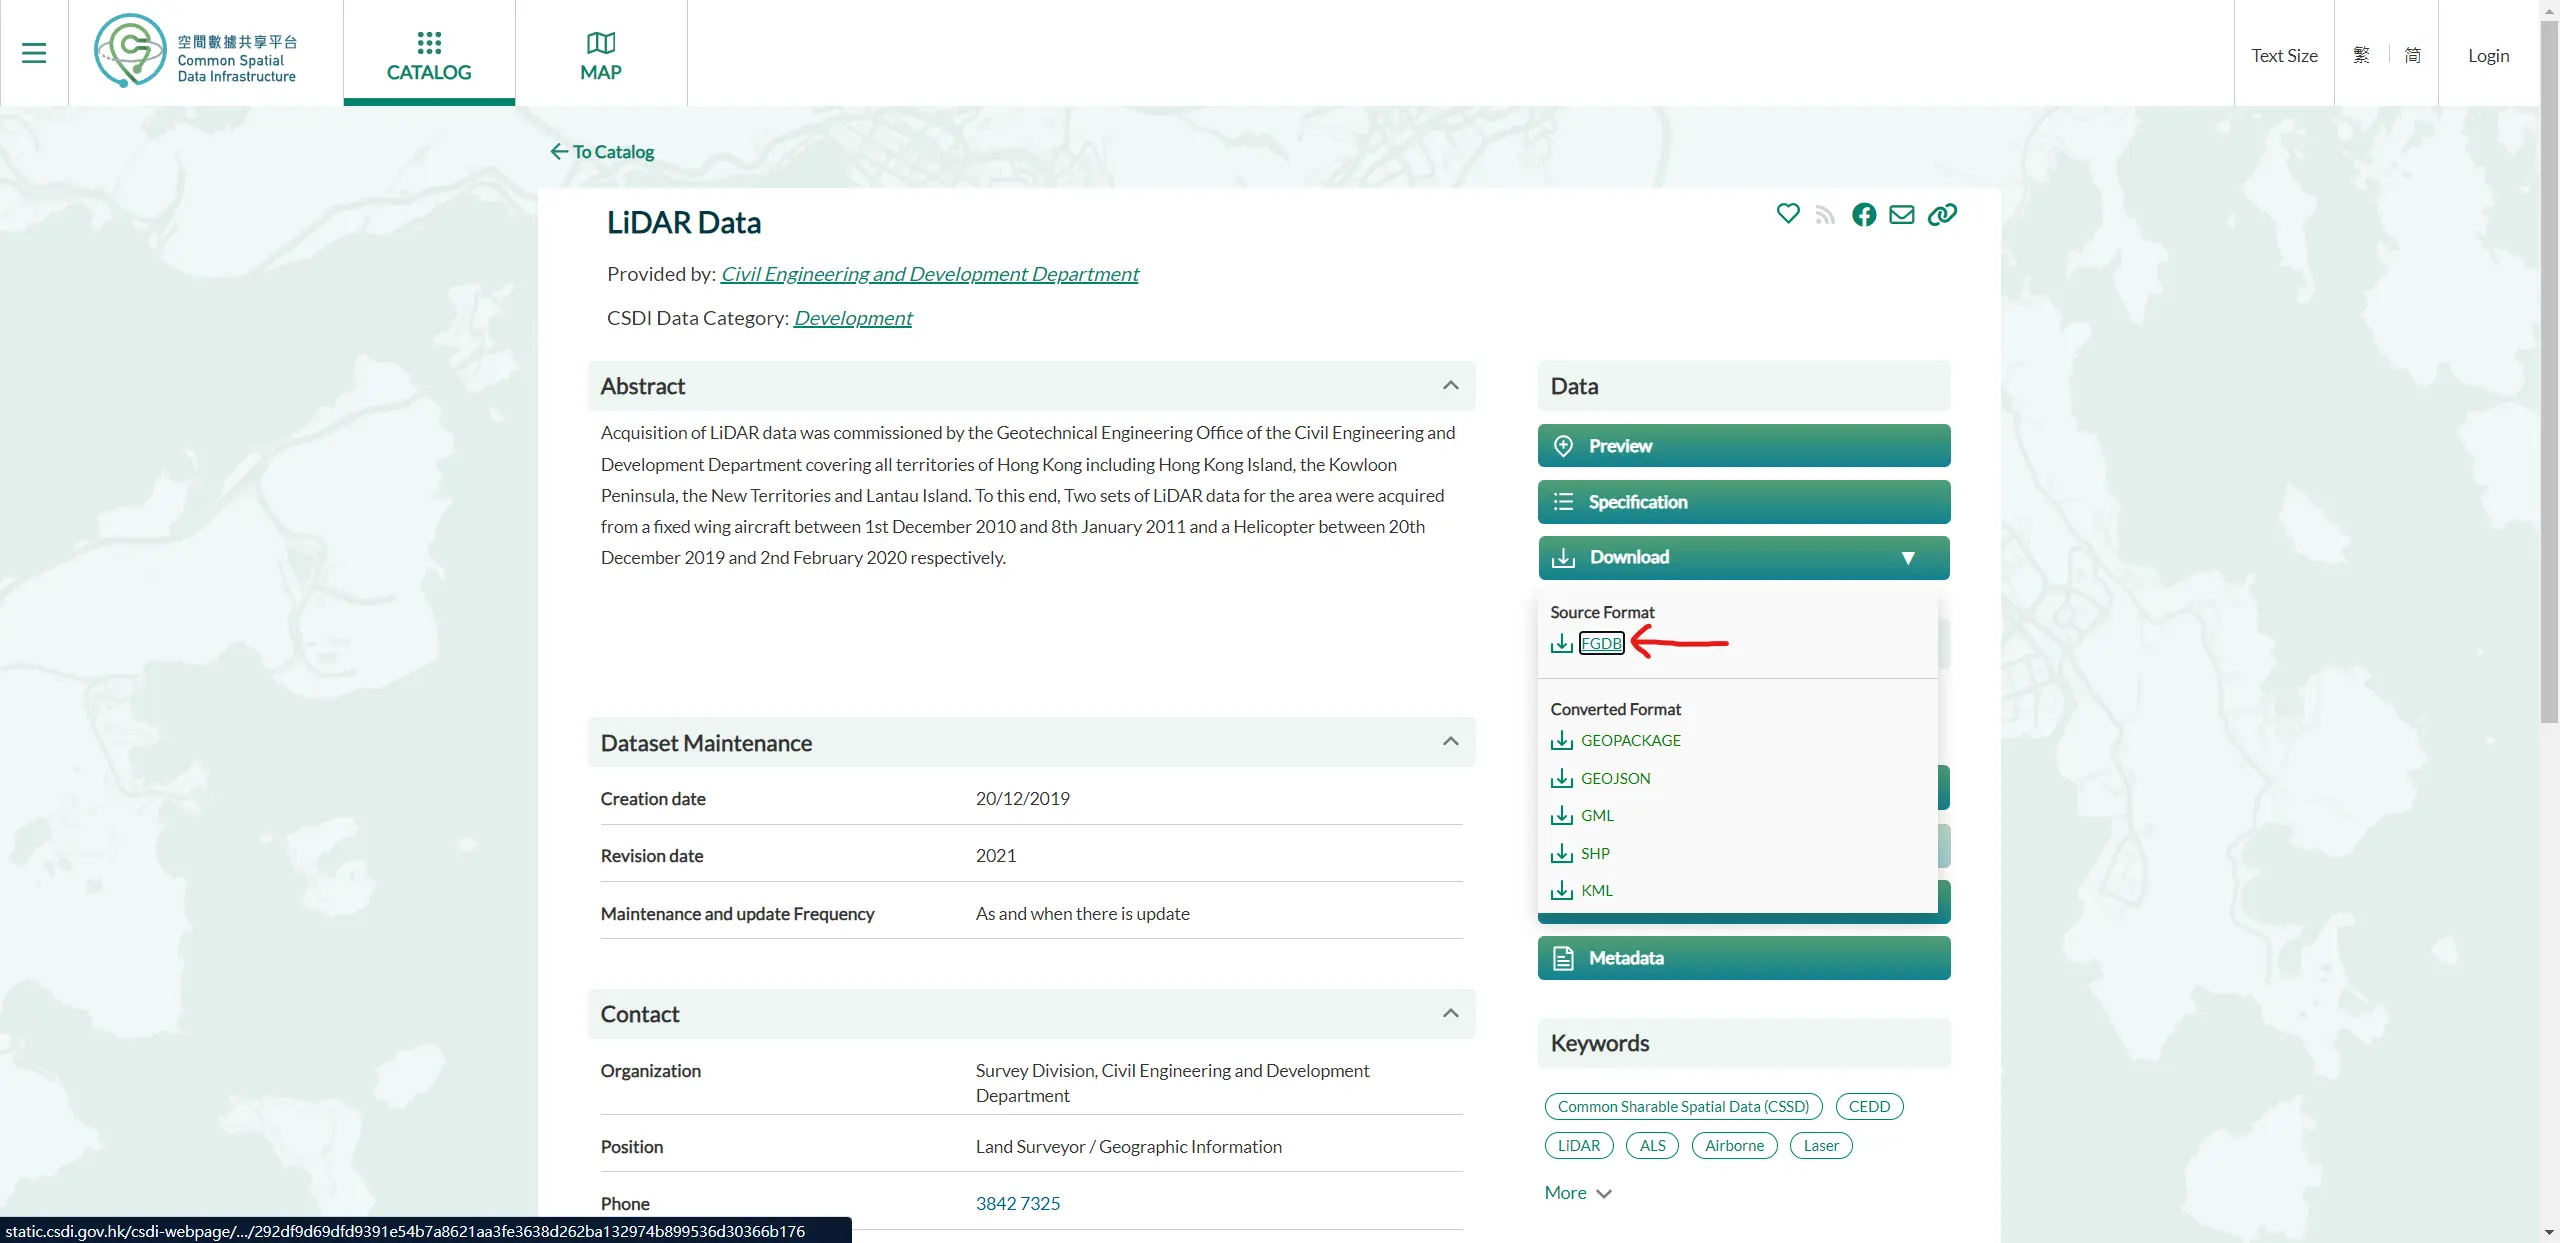 空間數據共享平台
Common Spatial
Data Infrastructure
CATALOG
MAP
Text Size
繁
简
Login
To Catalog
LiDAR Data
Provided by: Civil Engineering and Development Department
CSDI Data Category: Development
Abstract
Acquisition of LiDAR data was commissioned by the Geotechnical Engineering Office of the Civil Engineering and
Development Department covering all territories of Hong Kong including Hong Kong Island, the Kowloon
Peninsula, the New Territories and Lantau Island. To this end, Two sets of LiDAR data for the area were acquired
from a fixed wing aircraft between 1st December 2010 and 8th January 2011 and a Helicopter between 20th
December 2019 and 2nd February 2020 respectively.
Dataset Maintenance
Creation date 20/12/2019
Revision date 2021
Maintenance and update Frequency As and when there is update
Contact
Organization Survey Division, Civil Engineering and Development
Department
Position Land Surveyor / Geographic Information
Phone 3842 7325
Data
Preview
Specification
Download ▼
Source Format
FGDB
Converted Format
GEOPACKAGE
GEOJSON
GML
SHP
KML
Metadata
Keywords
Common Sharable Spatial Data (CSSD) CEDD
LiDAR ALS Airborne Laser
More
static.csdi.gov.hk/csdi-webpage/.../292df9d69dfd9391e54b7a8621aa3fe3638d262ba132974b899536d30366b176